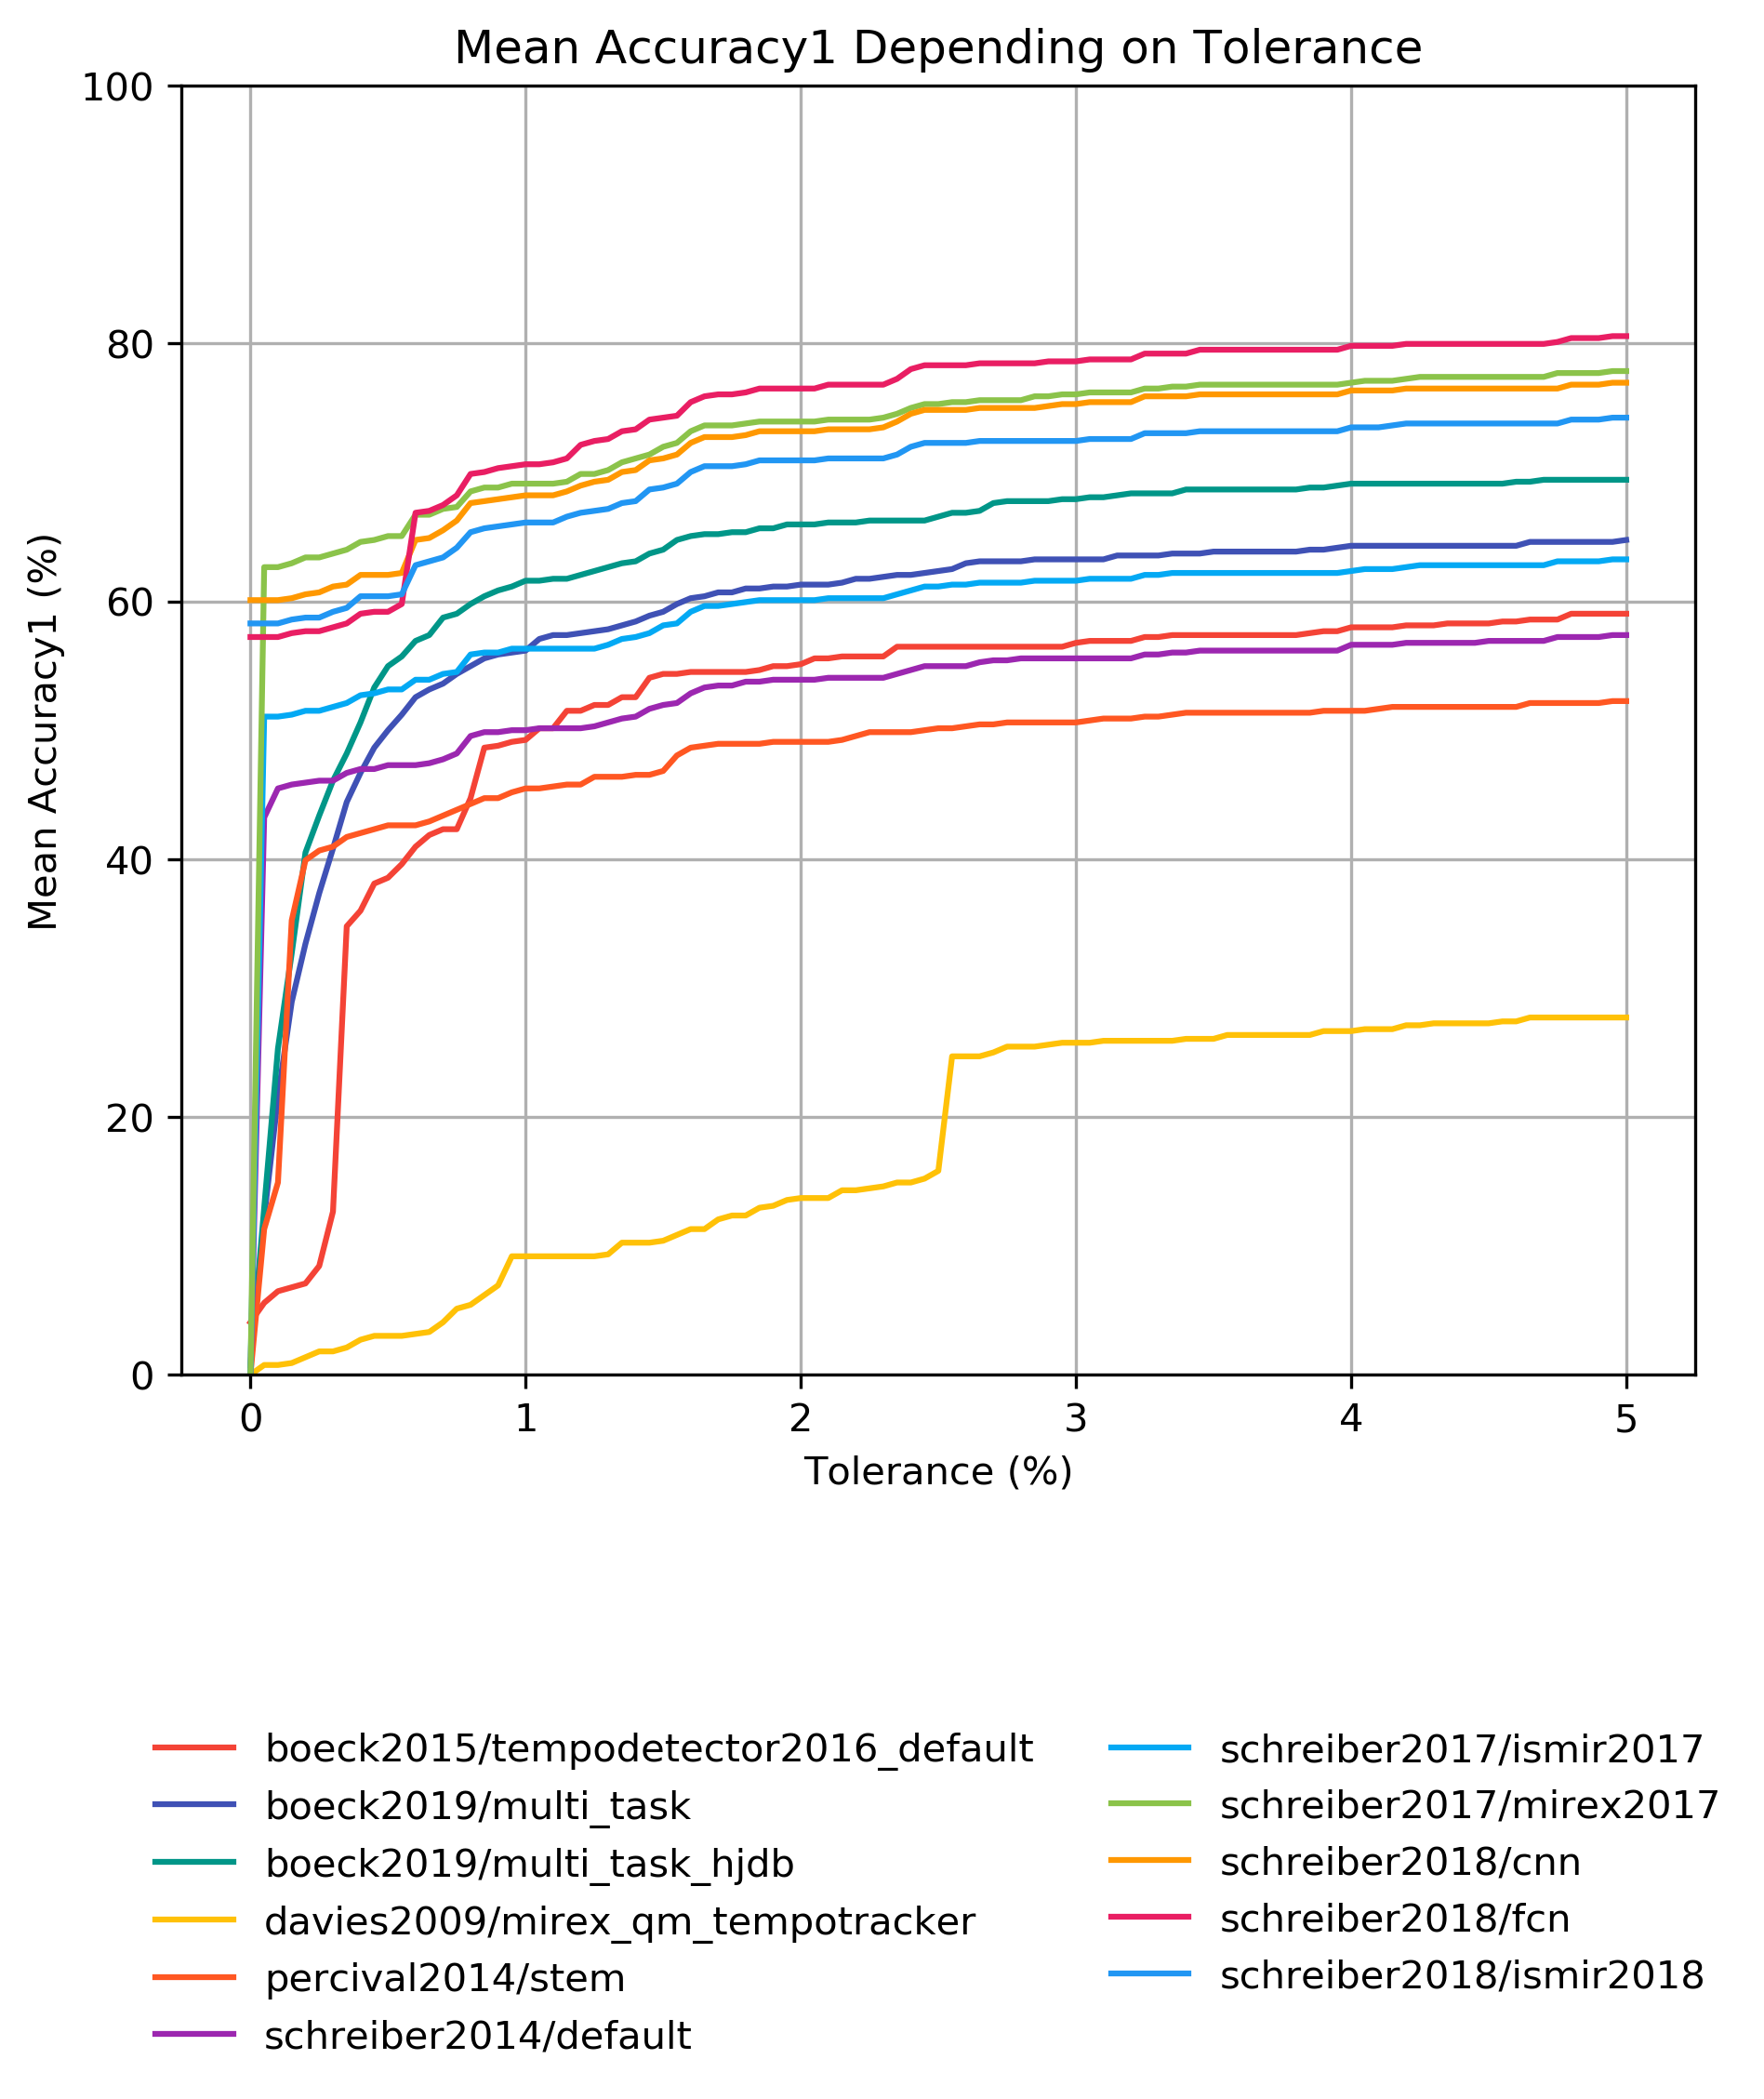 Mean Accuracy1 Depending on Tolerance
Mean Accuracy1 (%)
100
80
60
40
20
0
0 1 2 3 4 5
Tolerance (%)
boeck2015/tempodetector2016_default
boeck2019/multi_task
boeck2019/multi_task_hjdb
davies2009/mirex_qm_tempotracker
percival2014/stem
schreiber2014/default
schreiber2017/ismir2017
schreiber2017/mirex2017
schreiber2018/cnn
schreiber2018/fcn
schreiber2018/ismir2018